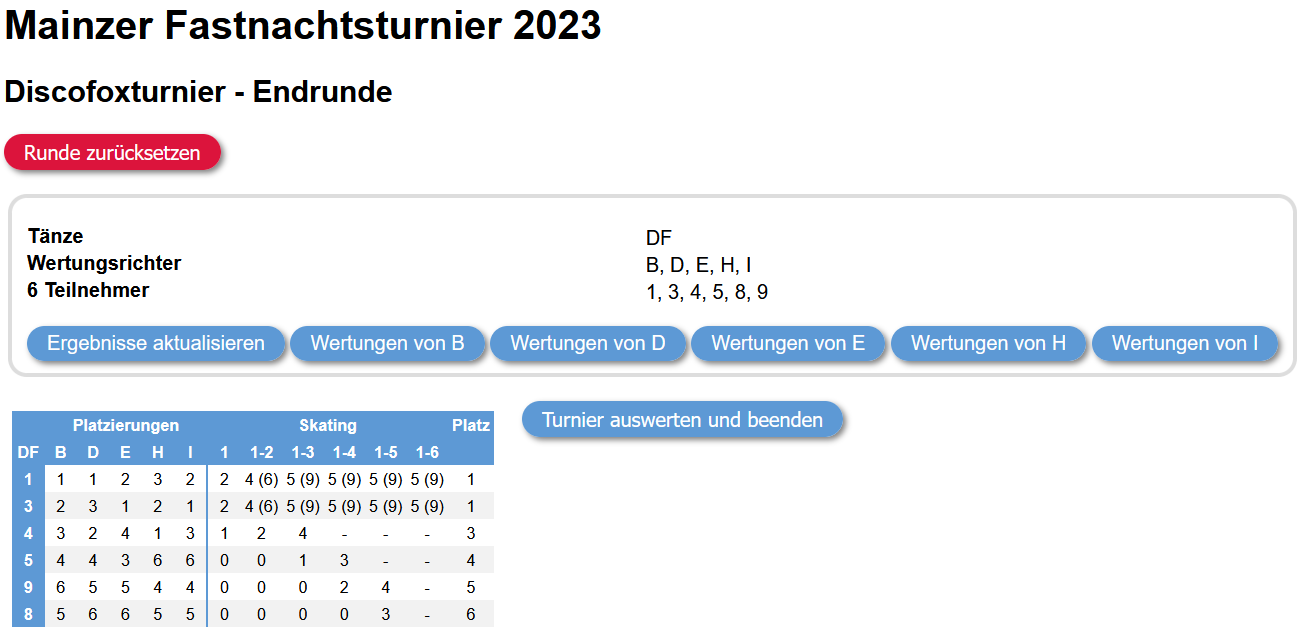 Mainzer Fastnachtsturnier 2023
Discofoxturnier - Endrunde
Runde zurücksetzen
Tänze DF
Wertungsrichter B, D, E, H, I
6 Teilnehmer 1, 3, 4, 5, 8, 9
Ergebnisse aktualisieren Wertungen von B Wertungen von D Wertungen von E Wertungen von H Wertungen von I
Turnier auswerten und beenden
Platzierungen Skating Platz
DF B D E H I 1 1-2 1-3 1-4 1-5 1-6
1 1 1 2 3 2 2 4 (6) 5 (9) 5 (9) 5 (9) 5 (9) 1
3 2 3 1 2 1 2 4 (6) 5 (9) 5 (9) 5 (9) 5 (9) 1
4 3 2 4 1 3 1 2 4 - - - 3
5 4 4 3 6 6 0 0 1 3 - - 4
9 6 5 5 4 4 0 0 0 2 4 - 5
8 5 6 6 5 5 0 0 0 0 3 - 6